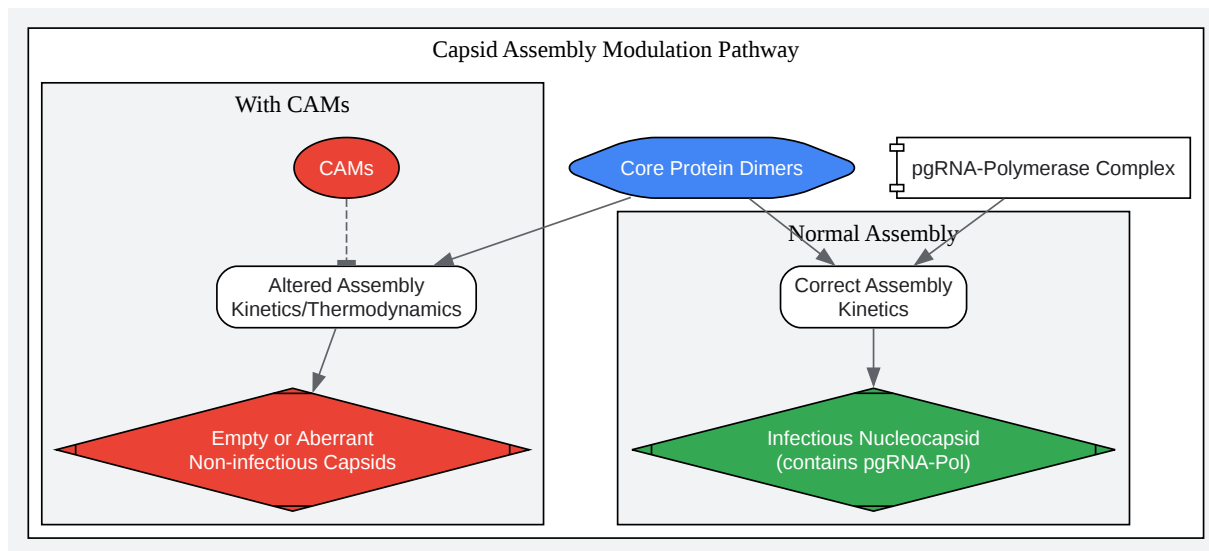 Capsid Assembly Modulation Pathway
With CAMs
CAMs
Core Protein Dimers
pgRNA-Polymerase Complex
Normal Assembly
Altered Assembly
Kinetics/Thermodynamics
Correct Assembly
Kinetics
Empty or Aberrant
Non-infectious Capsids
Infectious Nucleocapsid
(contains pgRNA-Pol)